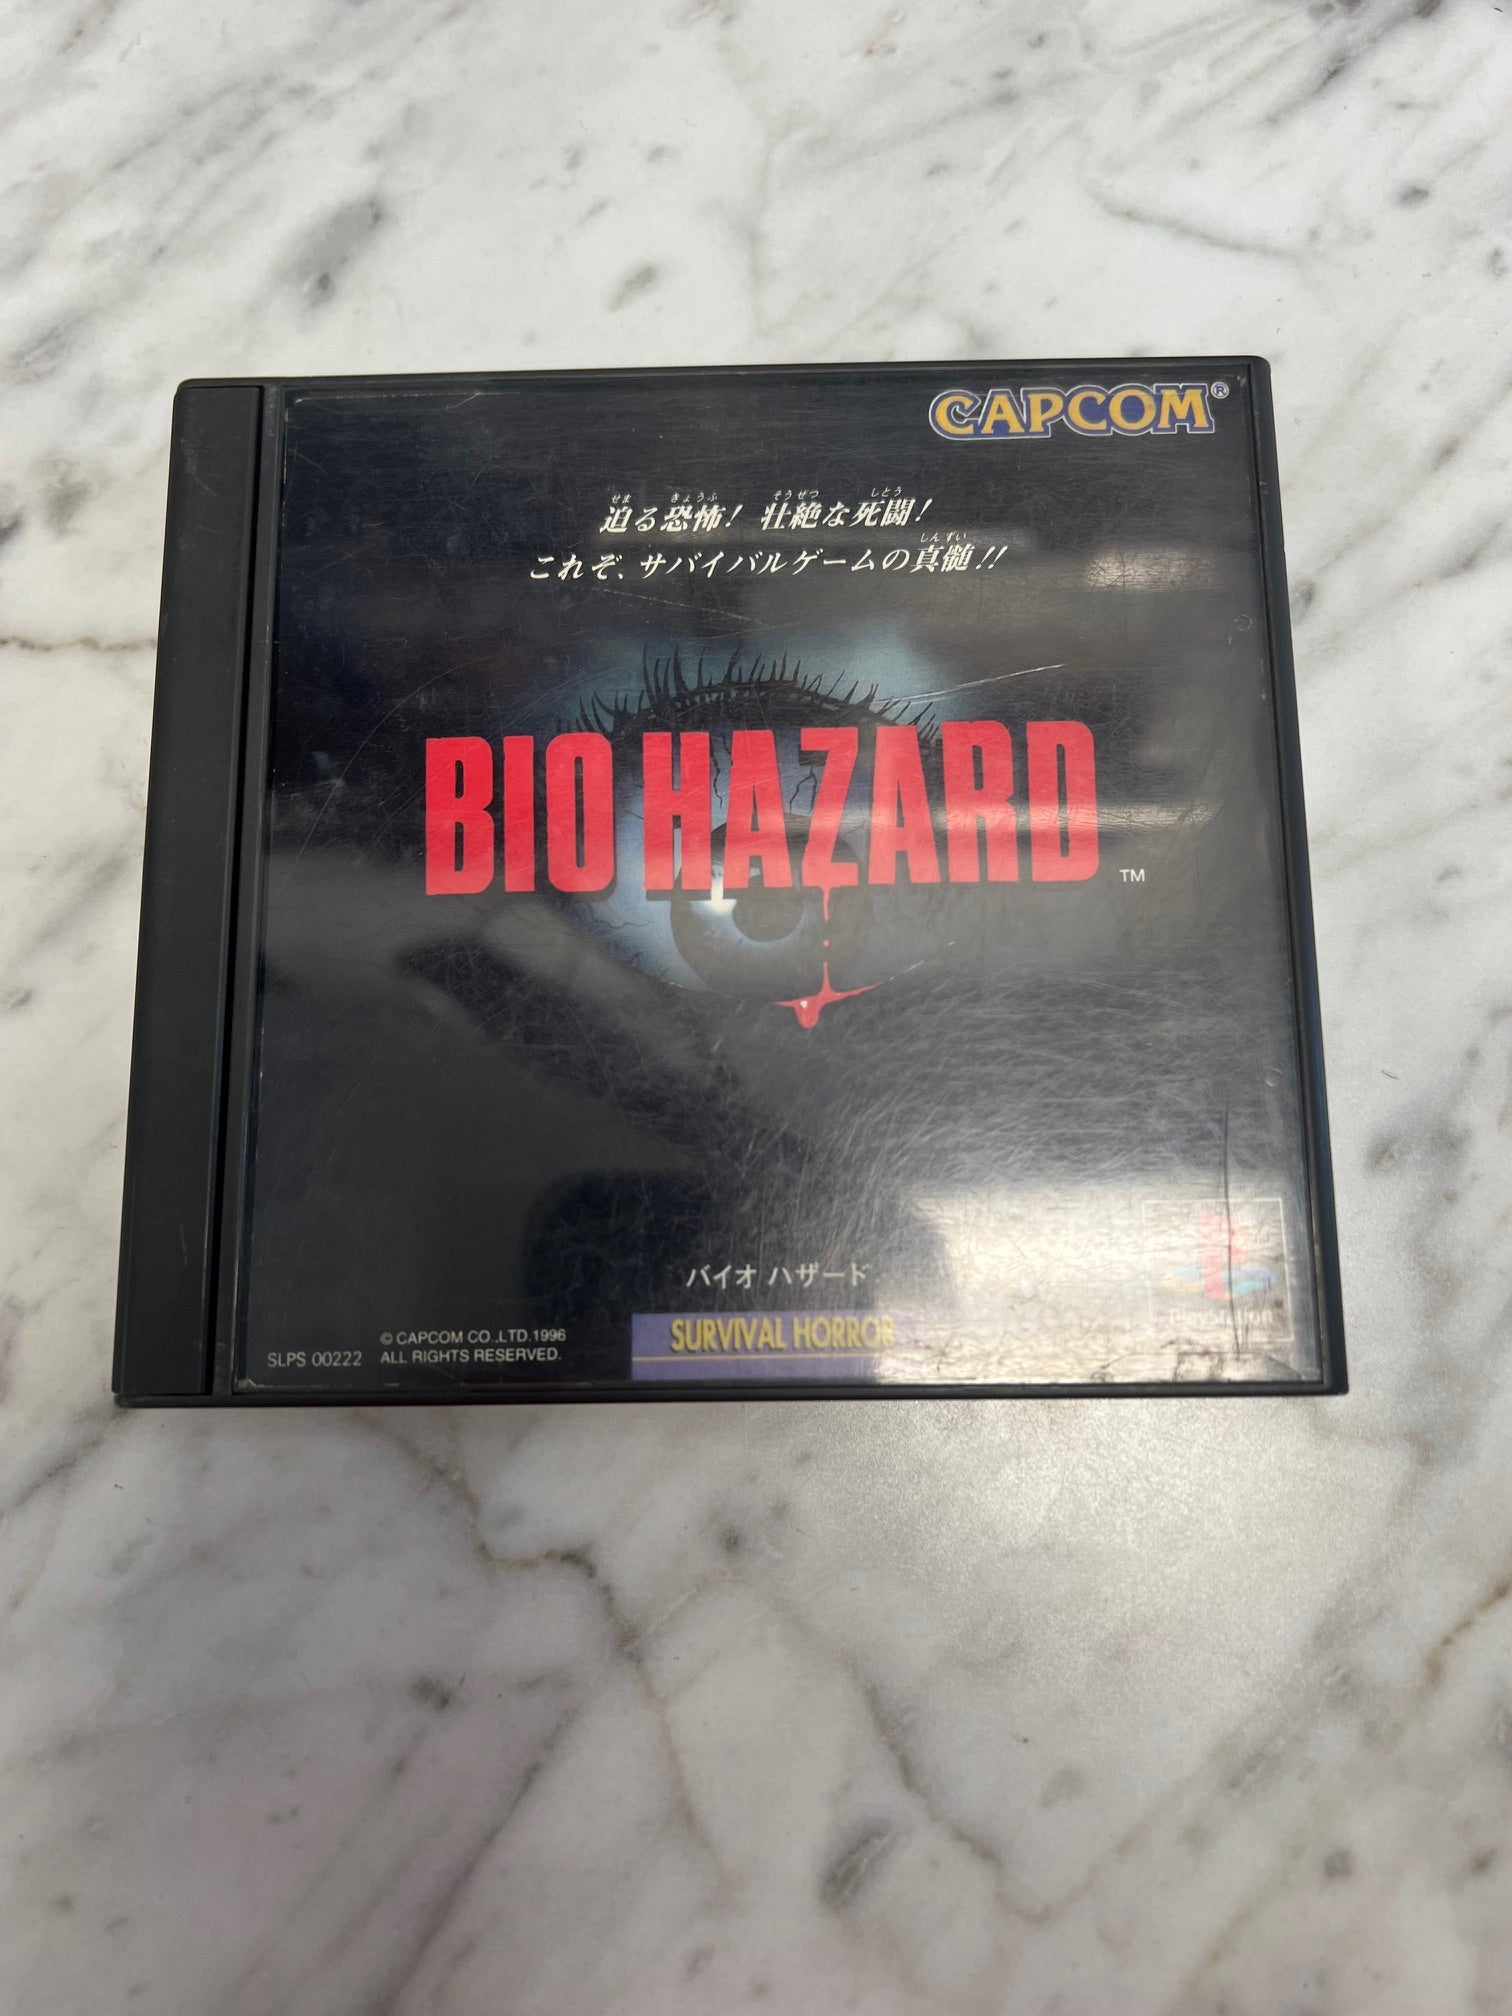 CAPCOM®
迫る恐怖! 壮絶な死闘!
これぞ、サバイバルゲームの真髄!!
BIO HAZARD ™
バイオ ハザード
PlayStation
SURVIVAL HORROR
© CAPCOM CO.,LTD.1996
SLPS 00222 ALL RIGHTS RESERVED.